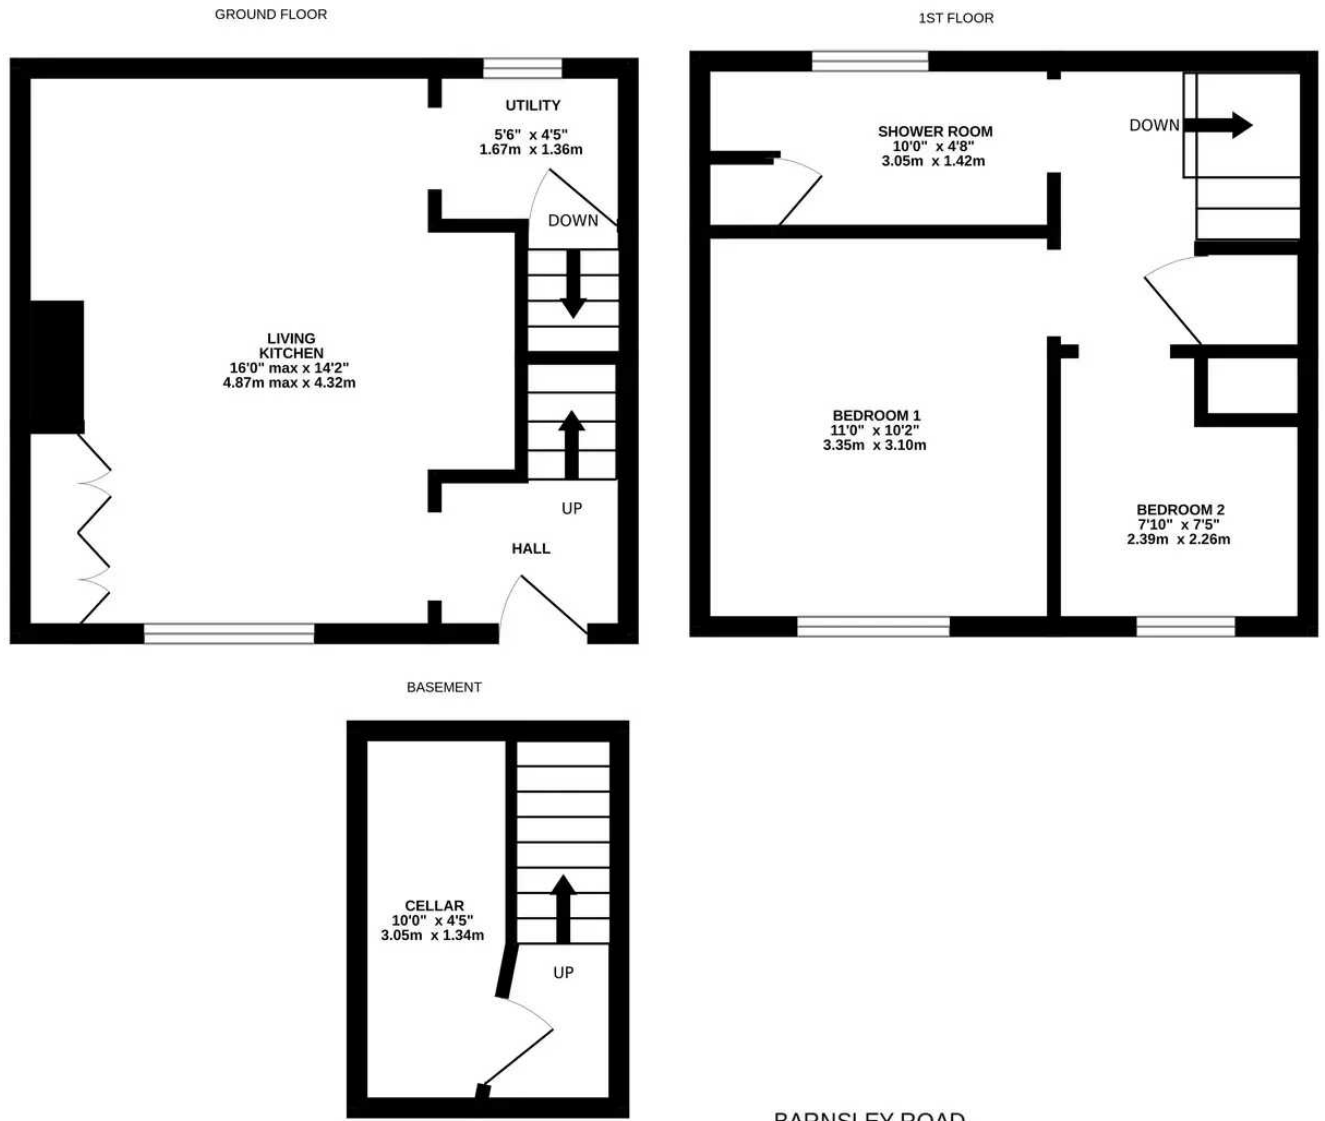 GROUND FLOOR
UTILITY
5'6" x 4'5"
1.67m x 1.36m
DOWN
LIVING
KITCHEN
16'0" max x 14'2"
4.87m max x 4.32m
UP
HALL
1ST FLOOR
SHOWER ROOM
10'0" x 4'8"
3.05m x 1.42m
DOWN
BEDROOM 1
11'0" x 10'2"
3.35m x 3.10m
BEDROOM 2
7'10" x 7'5"
2.39m x 2.26m
BASEMENT
CELLAR
10'0" x 4'5"
3.05m x 1.34m
UP
BARNSLEY ROAD